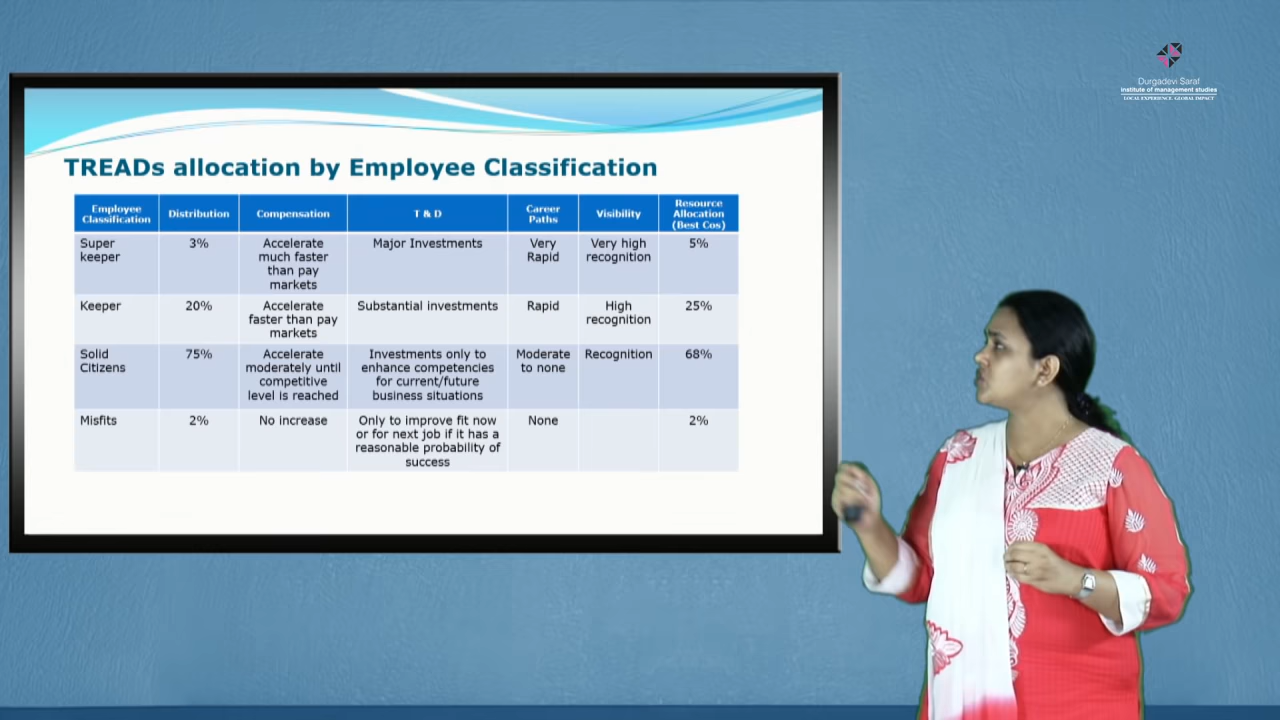 Durgadevi Saraf
institute of management studies
LOCAL EXPERIENCE. GLOBAL IMPACT
TREADs allocation by Employee Classification
Employee Classification | Distribution | Compensation | T & D | Career Paths | Visibility | Resource Allocation (Best Cos)
Super keeper | 3% | Accelerate much faster than pay markets | Major Investments | Very Rapid | Very high recognition | 5%
Keeper | 20% | Accelerate faster than pay markets | Substantial investments | Rapid | High recognition | 25%
Solid Citizens | 75% | Accelerate moderately until competitive level is reached | Investments only to enhance competencies for current/future business situations | Moderate to none | Recognition | 68%
Misfits | 2% | No increase | Only to improve fit now or for next job if it has a reasonable probability of success | None | | 2%